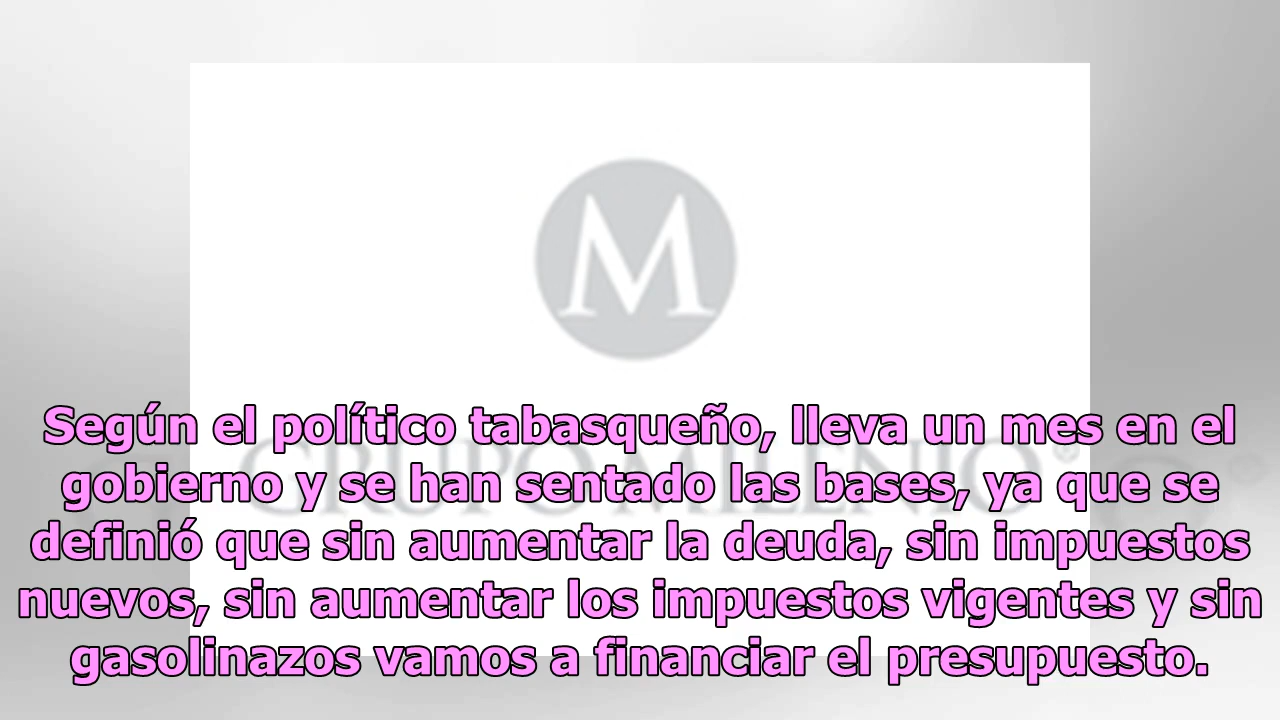 M
Según el político tabasqueño, lleva un mes en el
GRUPO MILENIO®
gobierno y se han sentado las bases, ya que se
definió que sin aumentar la deuda, sin impuestos
nuevos, sin aumentar los impuestos vigentes y sin
gasolinazos vamos a financiar el presupuesto.